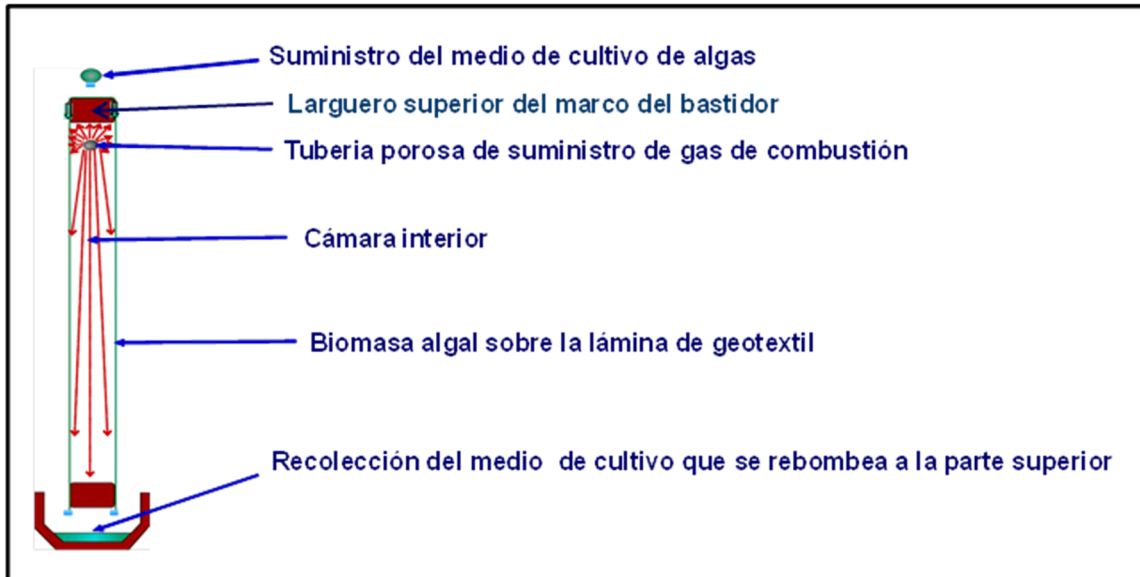 Suministro del medio de cultivo de algas
Larguero superior del marco del bastidor
Tuberia porosa de suministro de gas de combustión
Cámara interior
Biomasa algal sobre la lámina de geotextil
Recolección del medio de cultivo que se rebombea a la parte superior